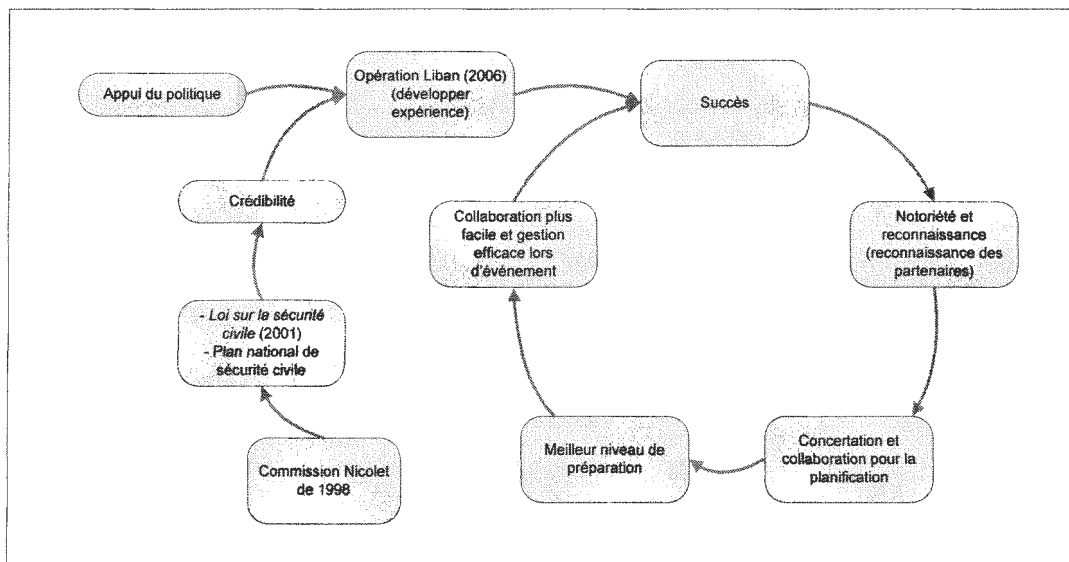 Appui du politique
Opération Liban (2006)
(développer
expérience)
Succès
Crédibilité
Collaboration plus
facile et gestion
efficace lors
d'événement
Notoriété et
reconnaissance
(reconnaissance des
partenaires)
- Loi sur la sécurité
civile (2001)
- Plan national de
sécurité civile
Commission Nicolet
de 1998
Meilleur niveau de
préparation
Concertation et
collaboration pour la
planification